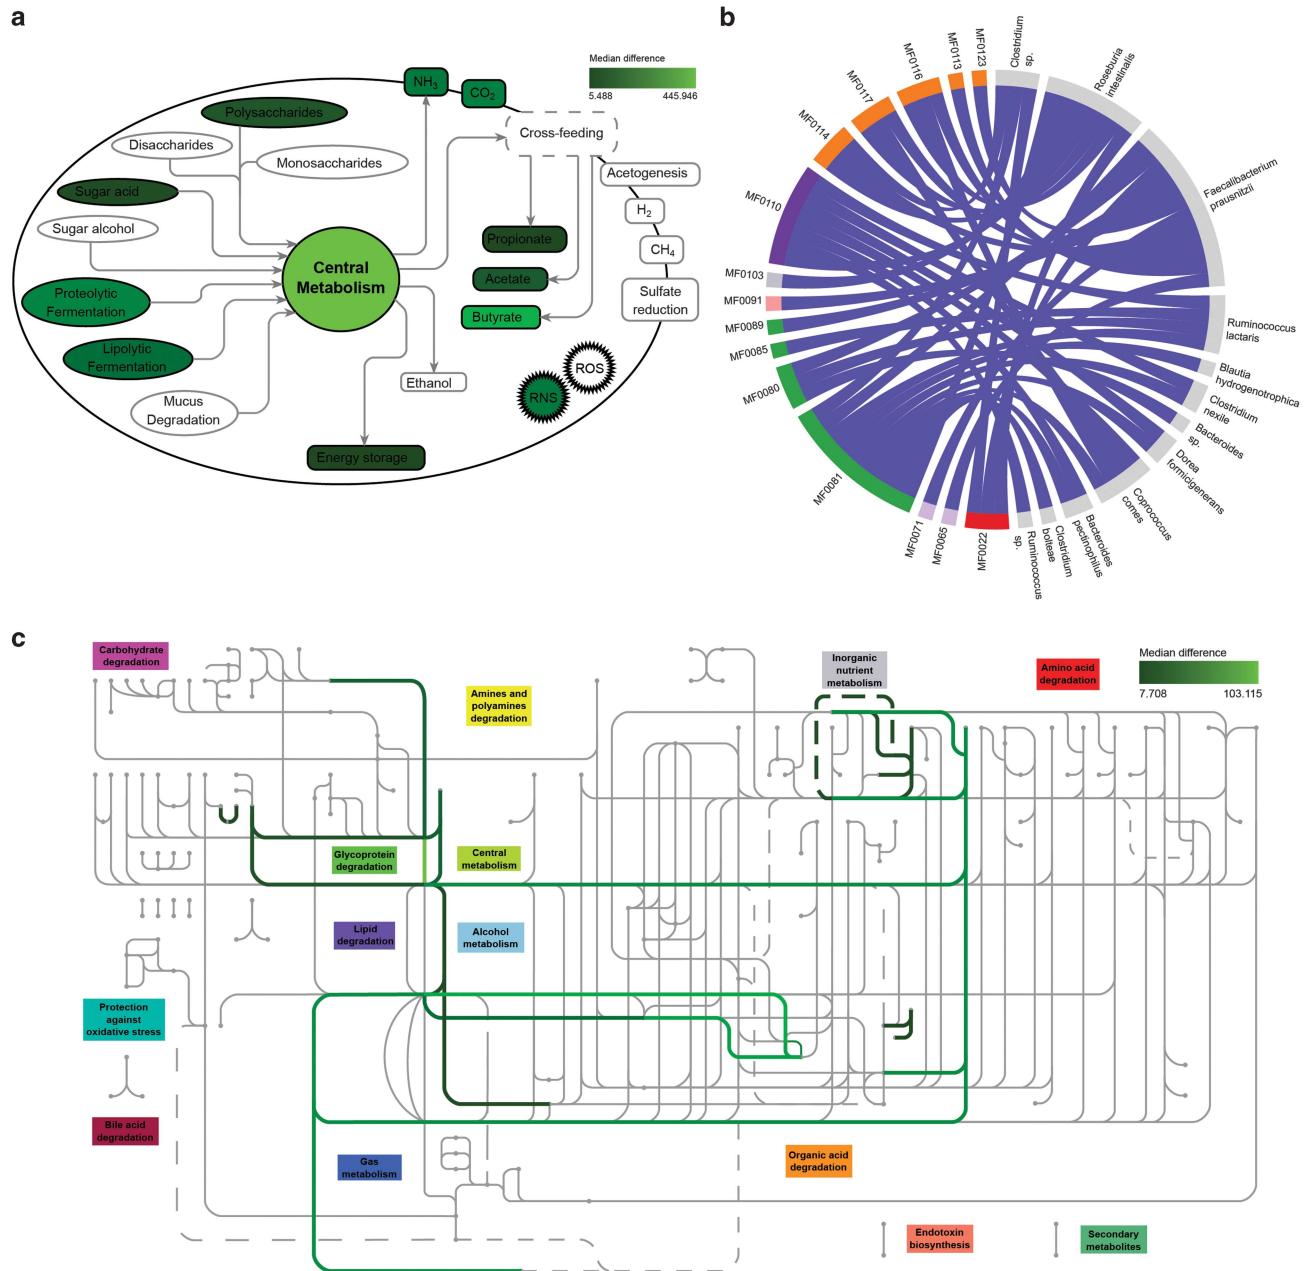 a
Median difference
5.488 445.946
NH3
CO2
Polysaccharides
Disaccharides
Monosaccharides
Cross-feeding
Acetogenesis
Sugar acid
H2
Sugar alcohol
Propionate
CH4
Central
Metabolism
Acetate
Proteolytic
Fermentation
Sulfate
reduction
Butyrate
Lipolytic
Fermentation
ROS
Ethanol
RNS
Mucus
Degradation
Energy storage
b
MF0123
MF0113
MF0116
MF0117
MF0114
MF0110
MF0103
MF0091
MF0089
MF0085
MF0080
MF0081
MF0071
MF0065
MF0022
Clostridium
sp.
Roseburia
intestinalis
Faecalibacterium
prausnitzii
Ruminococcus
lactaris
Blautia
hydrogenotrophica
Clostridium
nexile
Bacteroides
sp.
Dorea
formicigenerans
Coprococcus
comes
Bacteroides
pectinophilus
Clostridium
bolteae
Ruminococcus
sp.
c
Carbohydrate
degradation
Amines and
polyamines
degradation
Inorganic
nutrient
metabolism
Amino acid
degradation
Median difference
7.708 103.115
Glycoprotein
degradation
Central
metabolism
Lipid
degradation
Alcohol
metabolism
Protection
against
oxidative stress
Bile acid
degradation
Gas
metabolism
Organic acid
degradation
Endotoxin
biosynthesis
Secondary
metabolites